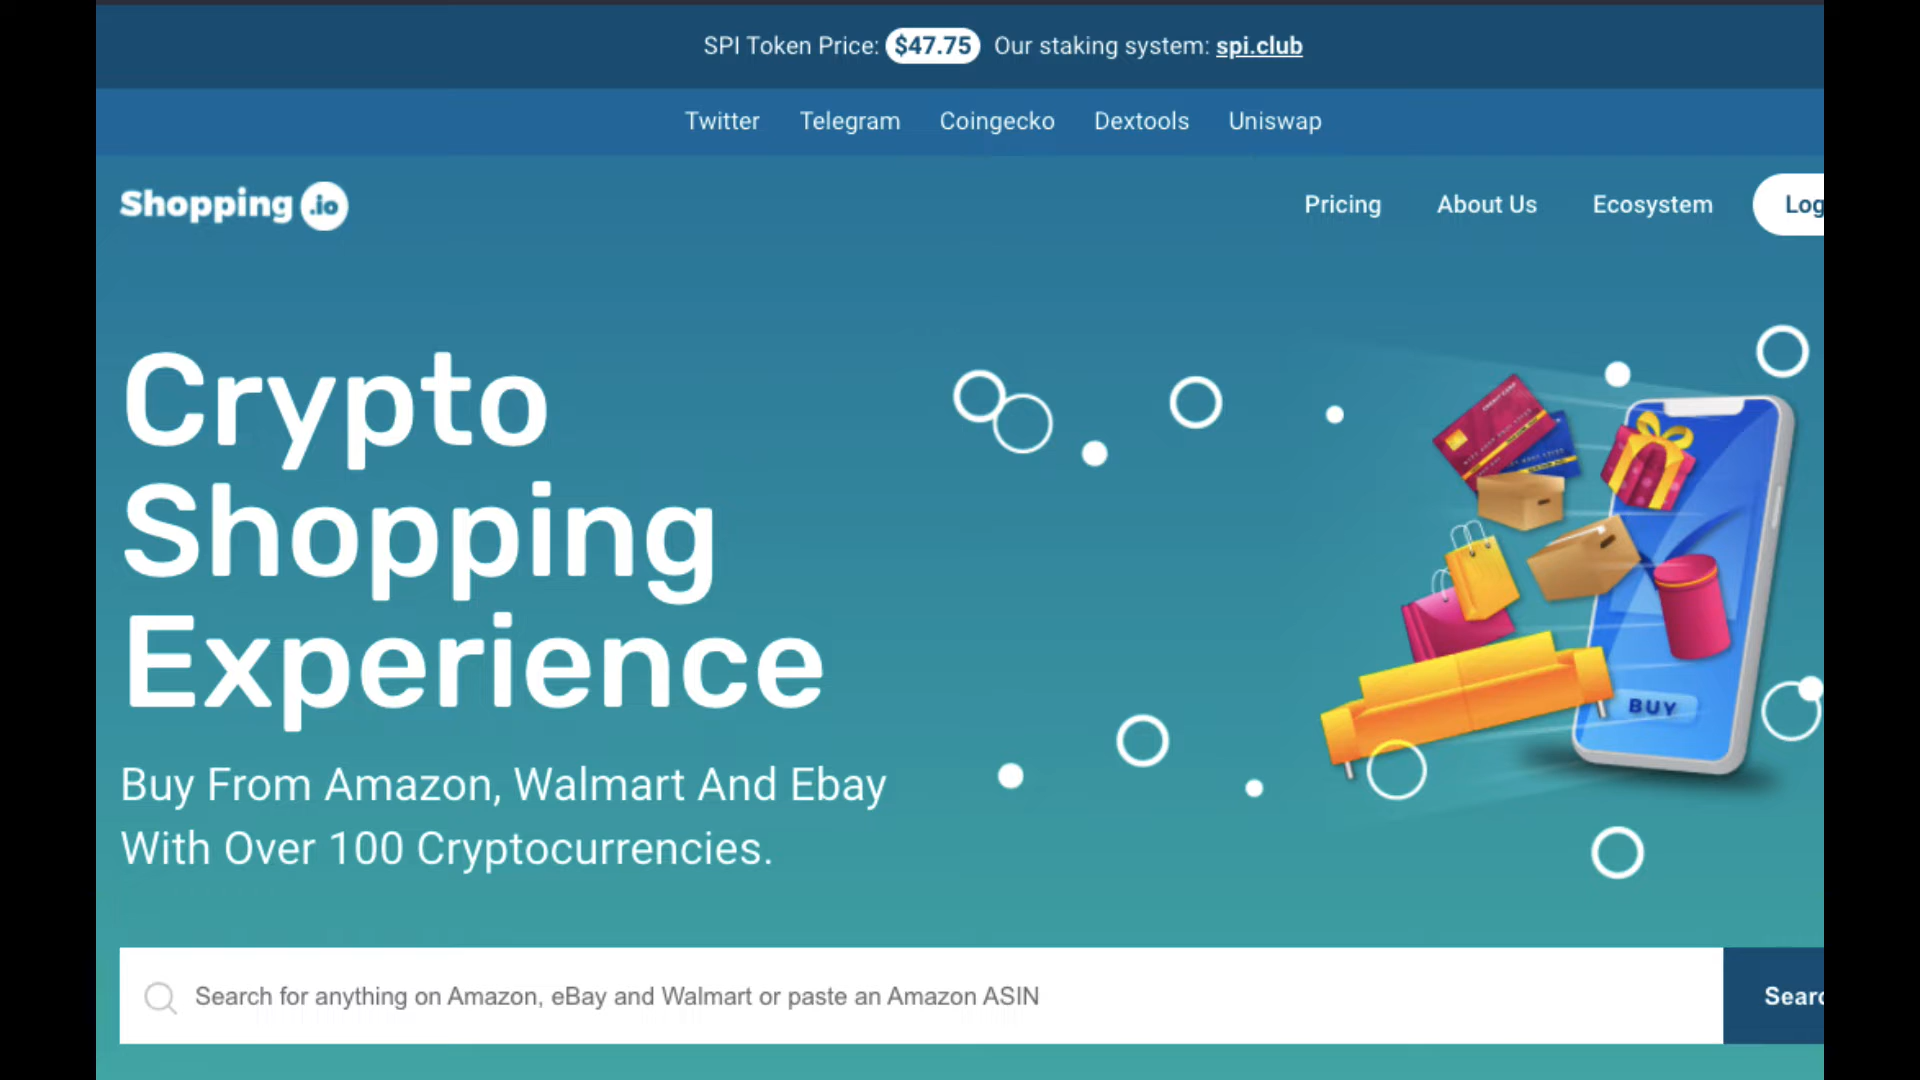 SPI Token Price: $47.75 Our staking system: spi.club
Twitter Telegram Coingecko Dextools Uniswap
Shopping .io
Pricing About Us Ecosystem Log
Crypto
Shopping
Experience
Buy From Amazon, Walmart And Ebay
With Over 100 Cryptocurrencies.
BUY
Search for anything on Amazon, eBay and Walmart or paste an Amazon ASIN
Searc